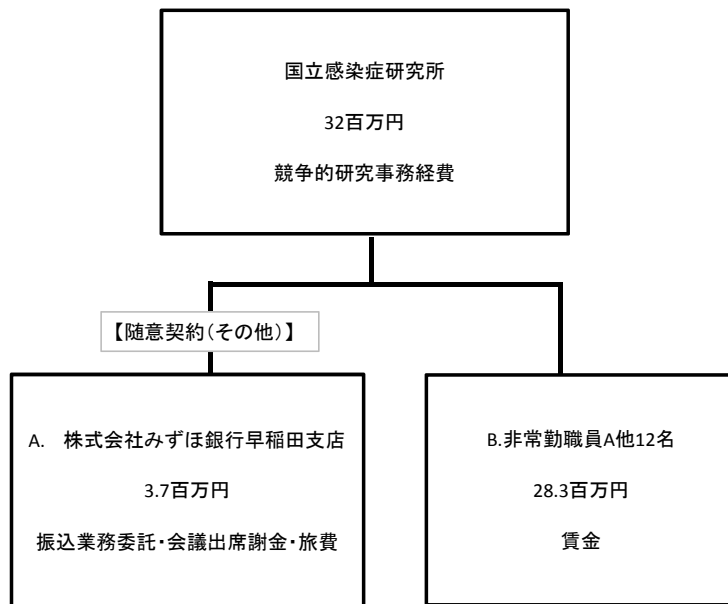 国立感染症研究所
32百万円
競争的研究事務経費
【随意契約(その他)】
A.　株式会社みずほ銀行早稲田支店
3.7百万円
振込業務委託・会議出席謝金・旅費
B.非常勤職員A他12名
28.3百万円
賃金